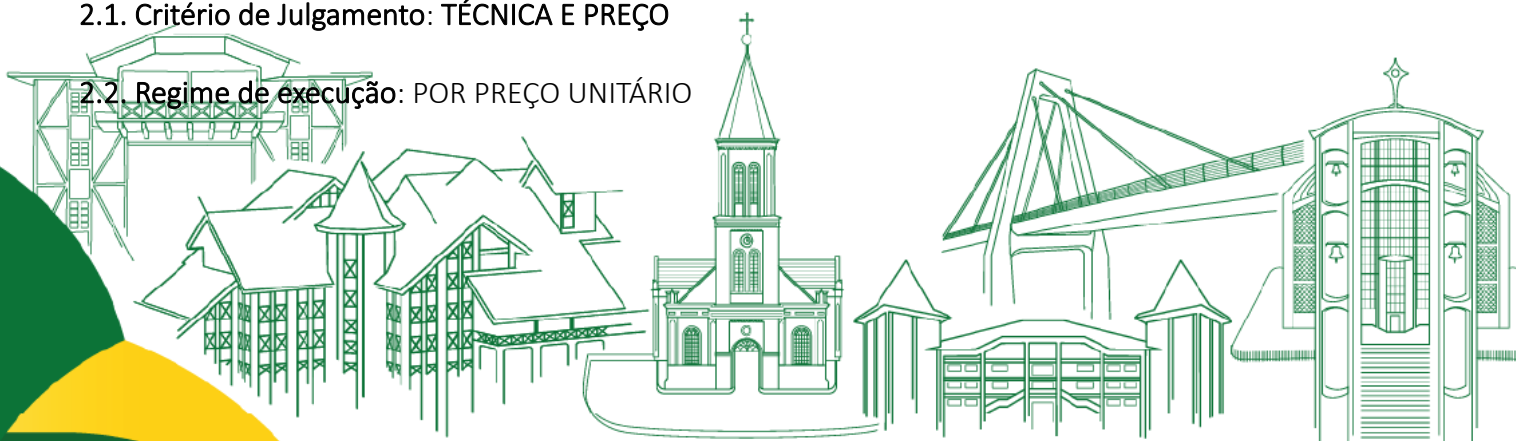 2.1. Critério de Julgamento: TÉCNICA E PREÇO
2.2. Regime de execução: POR PREÇO UNITÁRIO